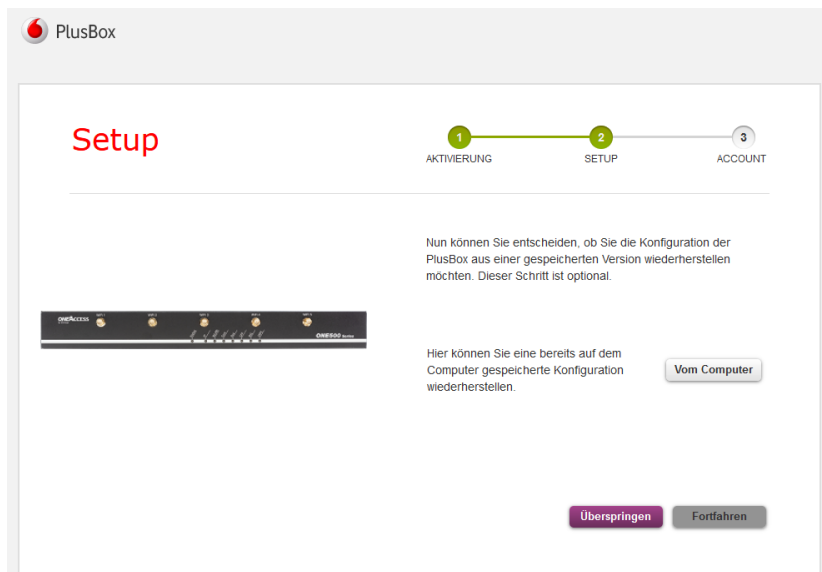 PlusBox
Setup
1
2
3
AKTIVIERUNG
SETUP
ACCOUNT
Nun können Sie entscheiden, ob Sie die Konfiguration der
PlusBox aus einer gespeicherten Version wiederherstellen
möchten. Dieser Schritt ist optional.
ONEACCESS
ONE500
Hier können Sie eine bereits auf dem
Computer gespeicherte Konfiguration
wiederherstellen.
Vom Computer
Überspringen
Fortfahren